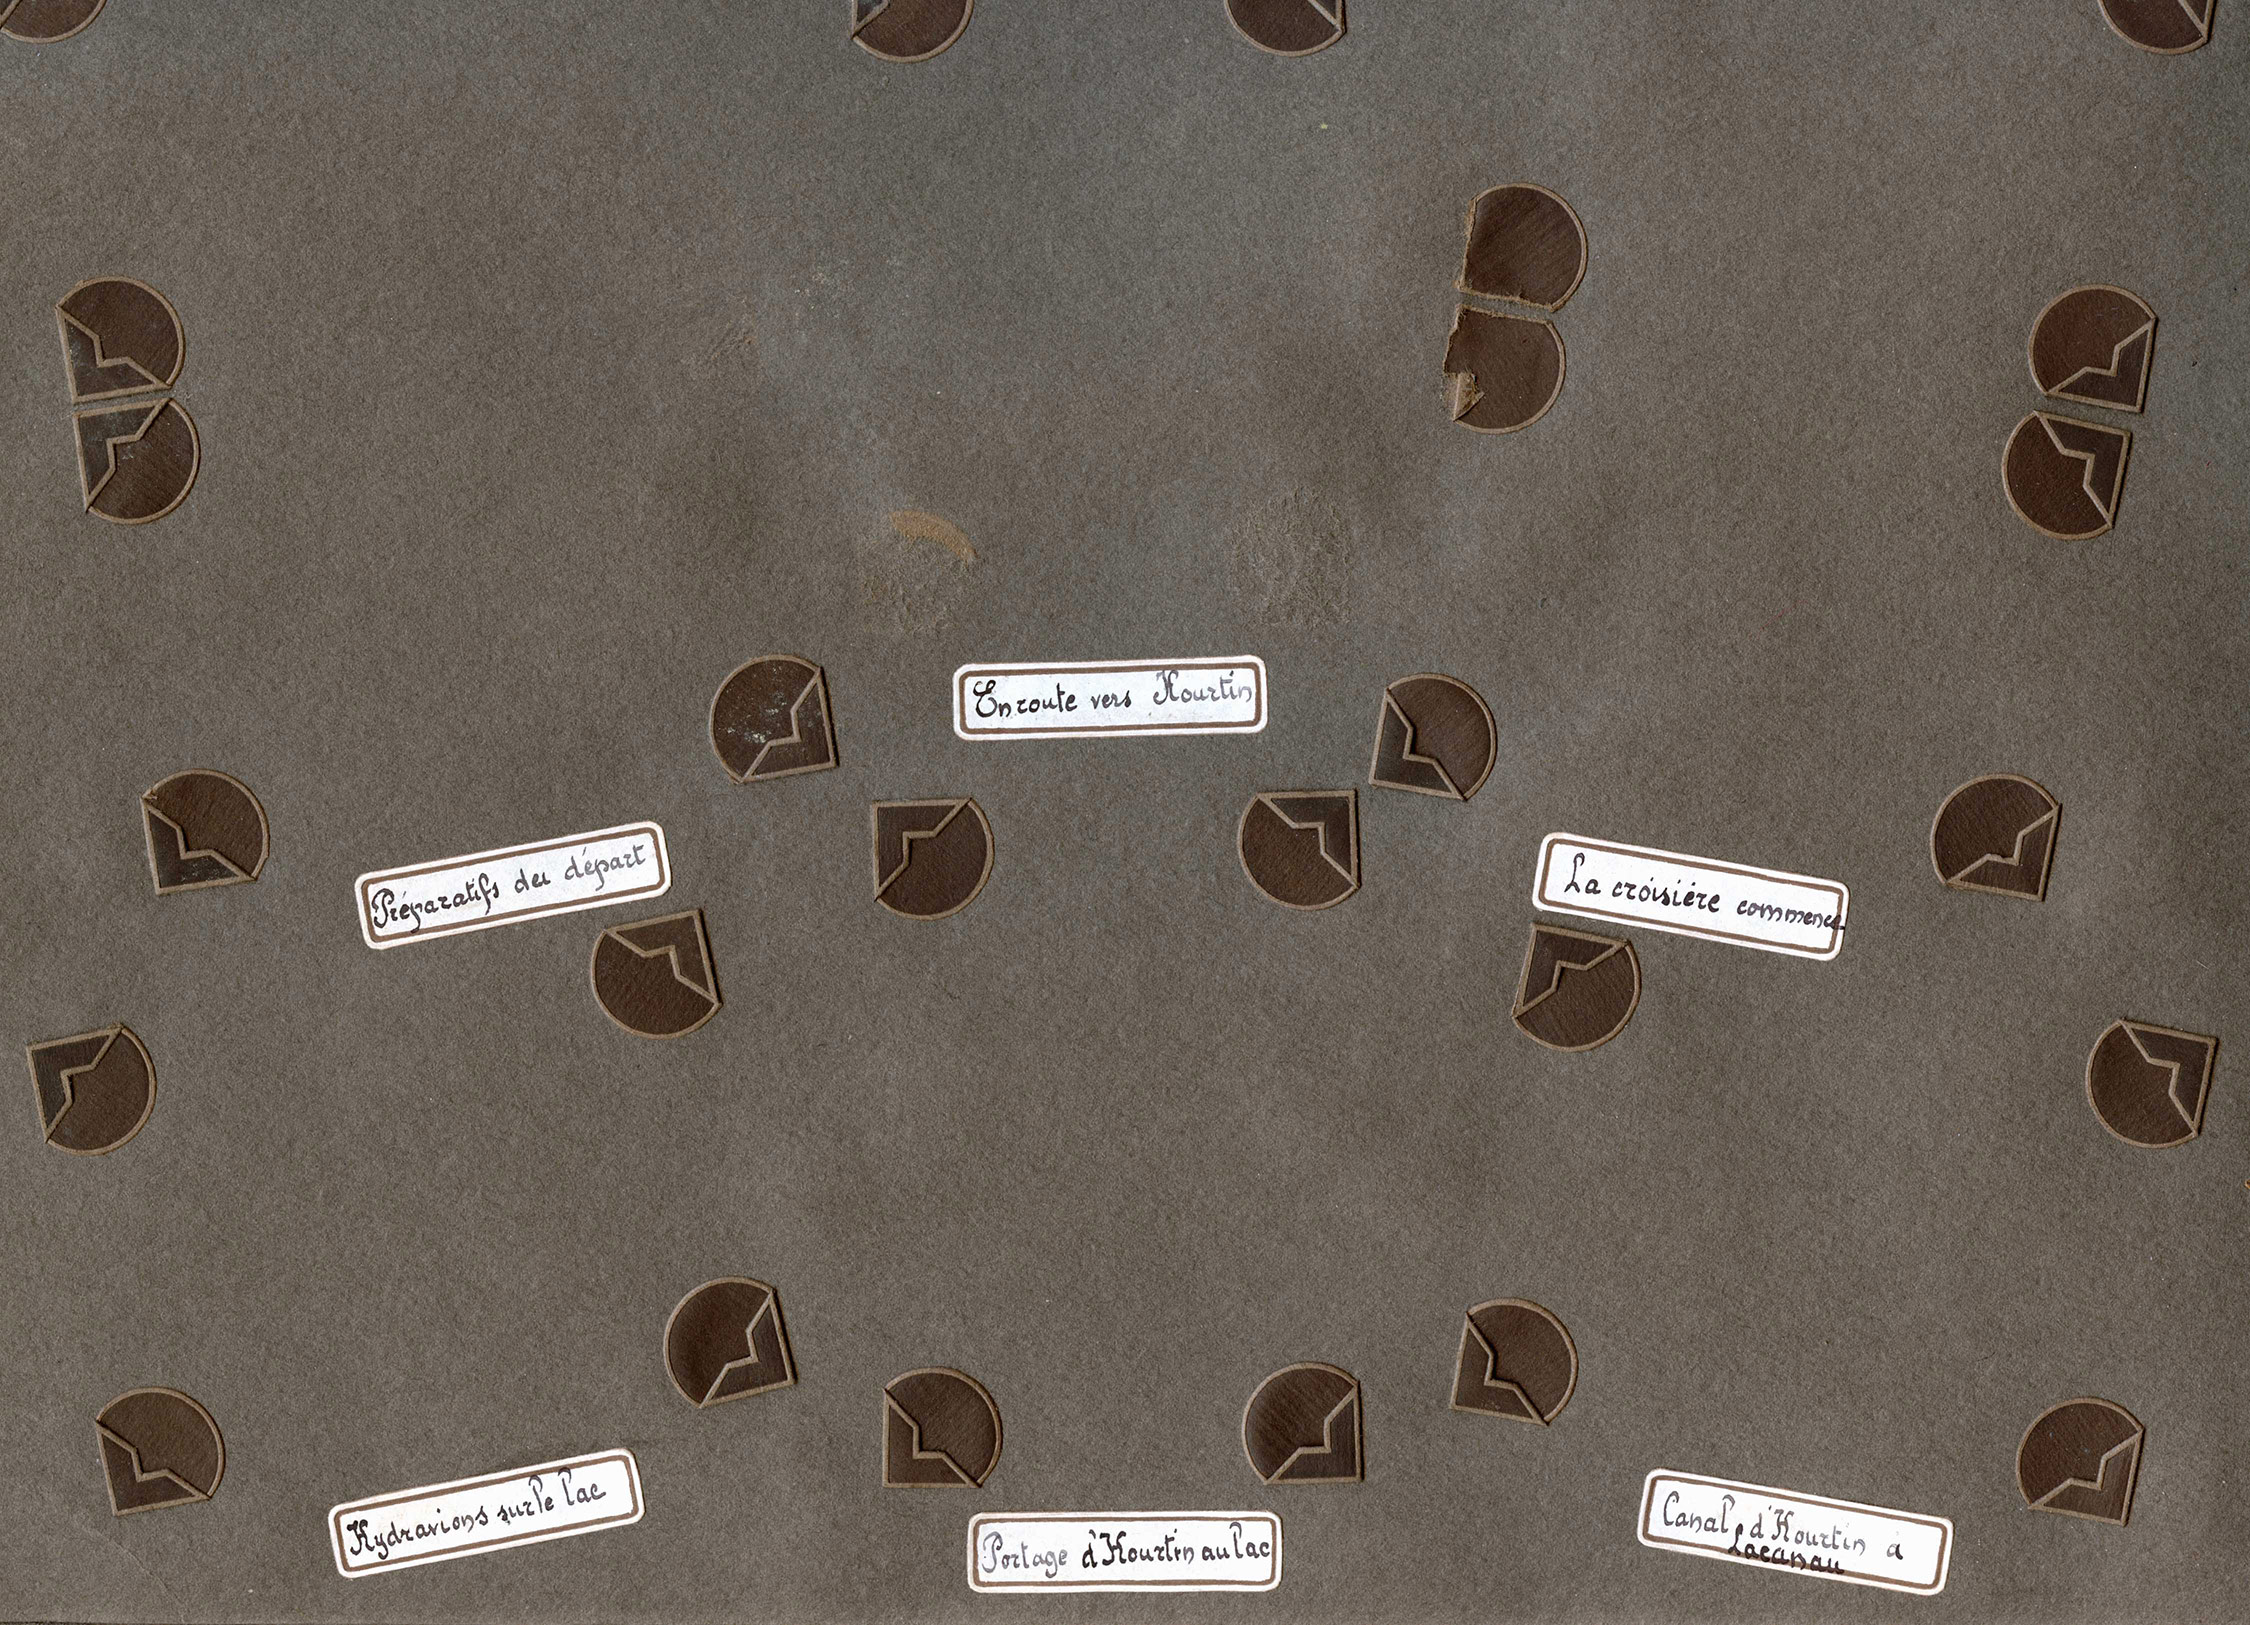 En route vers Hourtin
Préparatifs du départ
La croisiére commence
Hydravions sur le lac
Portage d'Hourtin au lac
Canal d'Hourtin a
Lacanau